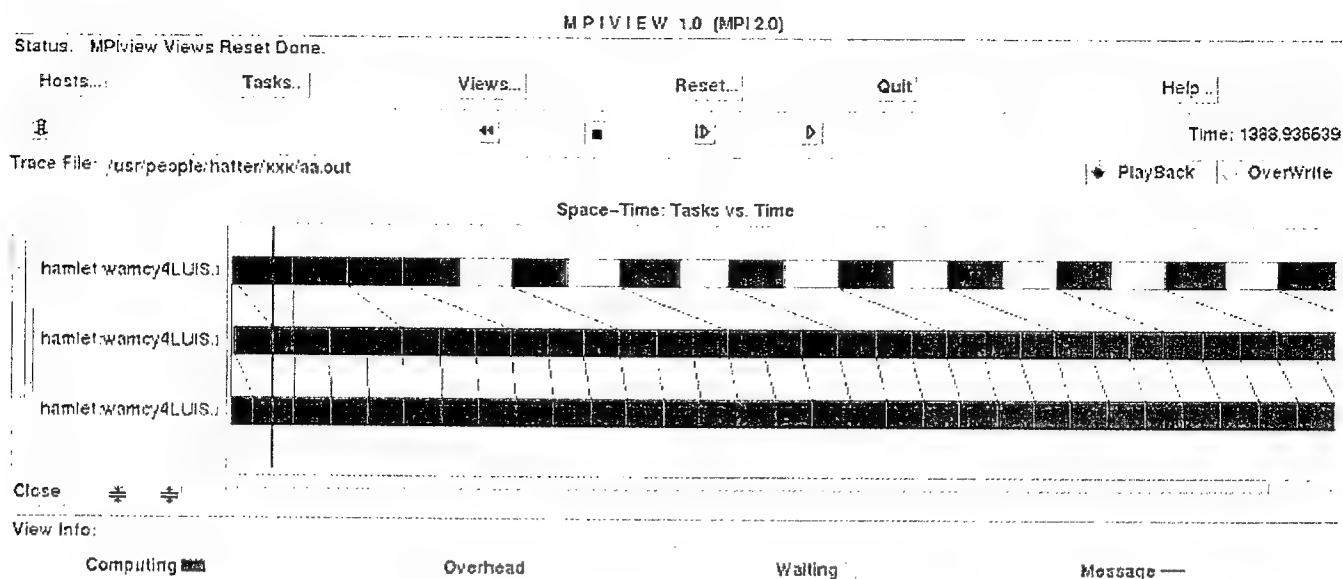 MPIVIEW 1.0 (MPI 2.0)
Status. MPIview Views Reset Done.
Hosts... Tasks.. Views... Reset... Quit Help ..
Time: 1388.936639
Trace File: /usr/people/hatter/xxk/aa.out PlayBack OverWrite
Space-Time: Tasks vs. Time
hamlet:wamcy4LUIS.
hamlet:wamcy4LUIS.
hamlet:wamcy4LUIS.
Close
View Info:
Computing Overhead Waiting Message